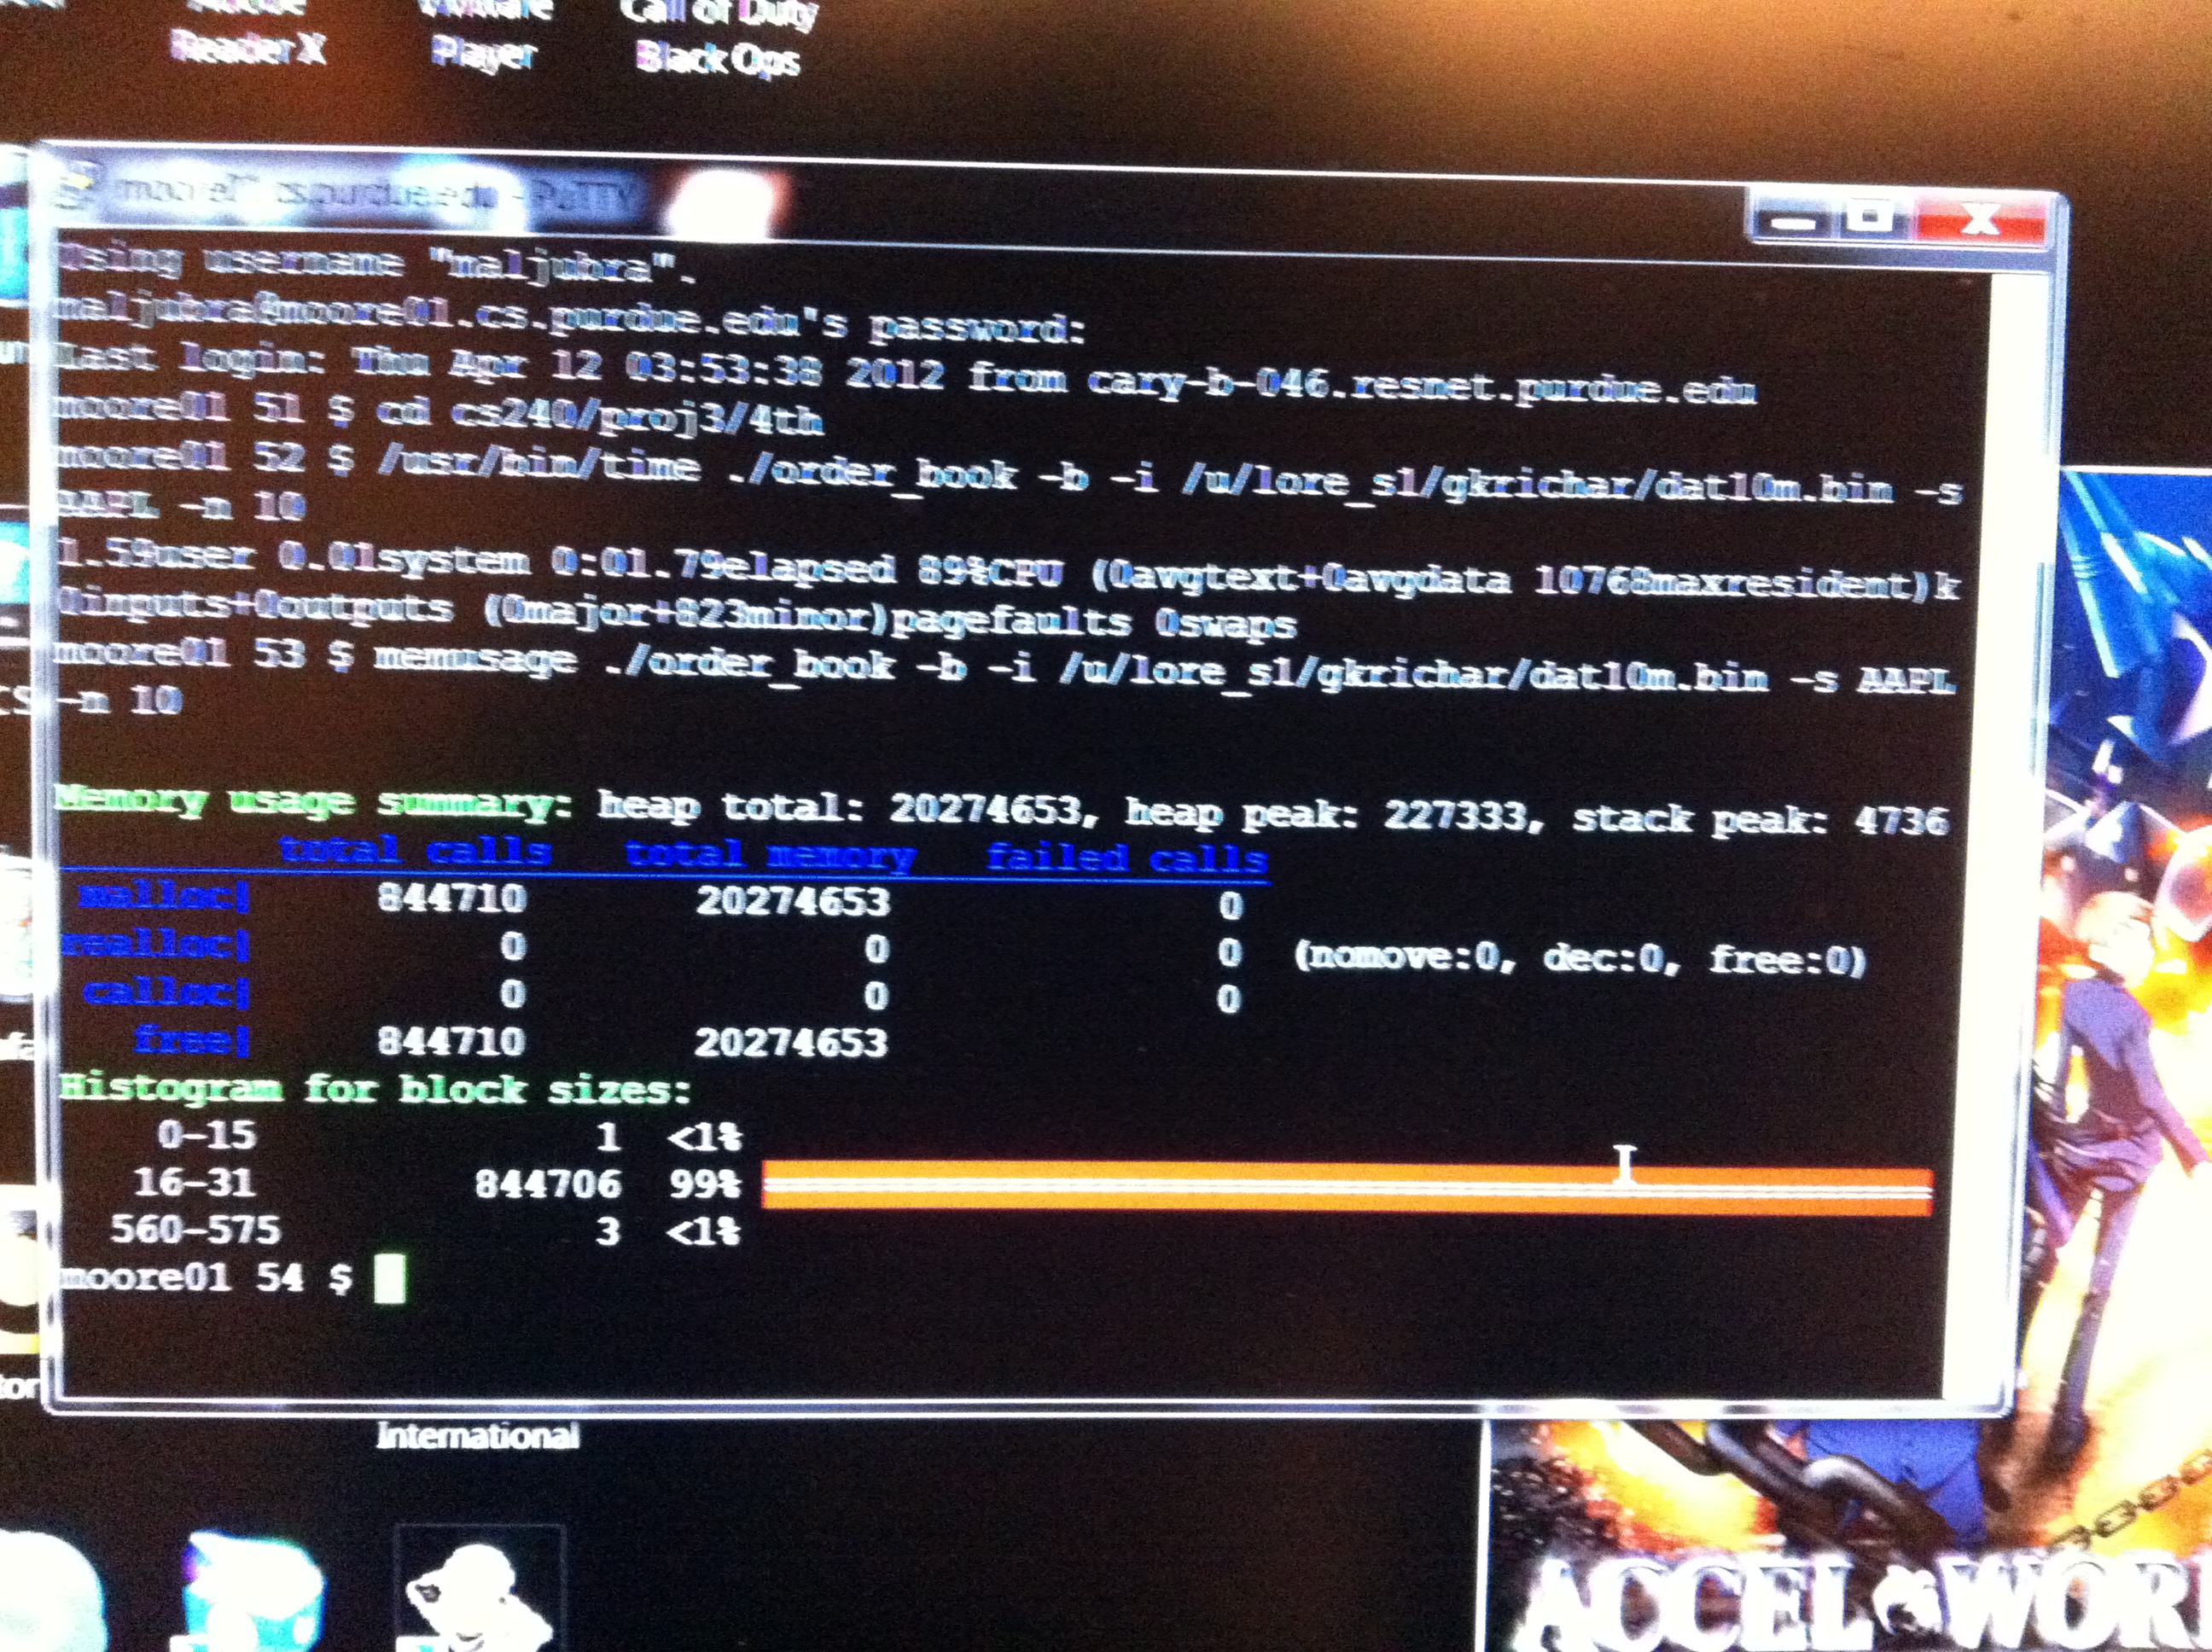 Reader X
Player
Call of Duty
Black Ops
cs.purdue.edu - PuTTY
Using username "maljubra".
maljubra@moore01.cs.purdue.edu's password:
Last login: Thu Apr 12 03:53:38 2012 from cary-b-046.resnet.purdue.edu
moore01 51 $ cd cs240/proj3/4th
moore01 52 $ /usr/bin/time ./order_book -b -i /u/lore_s1/gkrichar/dat10m.bin -s
AAPL -n 10
1.59user 0.01system 0:01.79elapsed 89%CPU (0avgtext+0avgdata 10768maxresident)k
0inputs+0outputs (0major+823minor)pagefaults 0swaps
moore01 53 $ memusage ./order_book -b -i /u/lore_s1/gkrichar/dat10m.bin -s AAPL
-n 10
Memory usage summary: heap total: 20274653, heap peak: 227333, stack peak: 4736
total calls total memory failed calls
malloc| 844710 20274653 0
realloc| 0 0 0 (nomove:0, dec:0, free:0)
calloc| 0 0 0
free| 844710 20274653
Histogram for block sizes:
0-15 1 <1%
16-31 844706 99%
560-575 3 <1%
moore01 54 $
International
ACCEL WOR